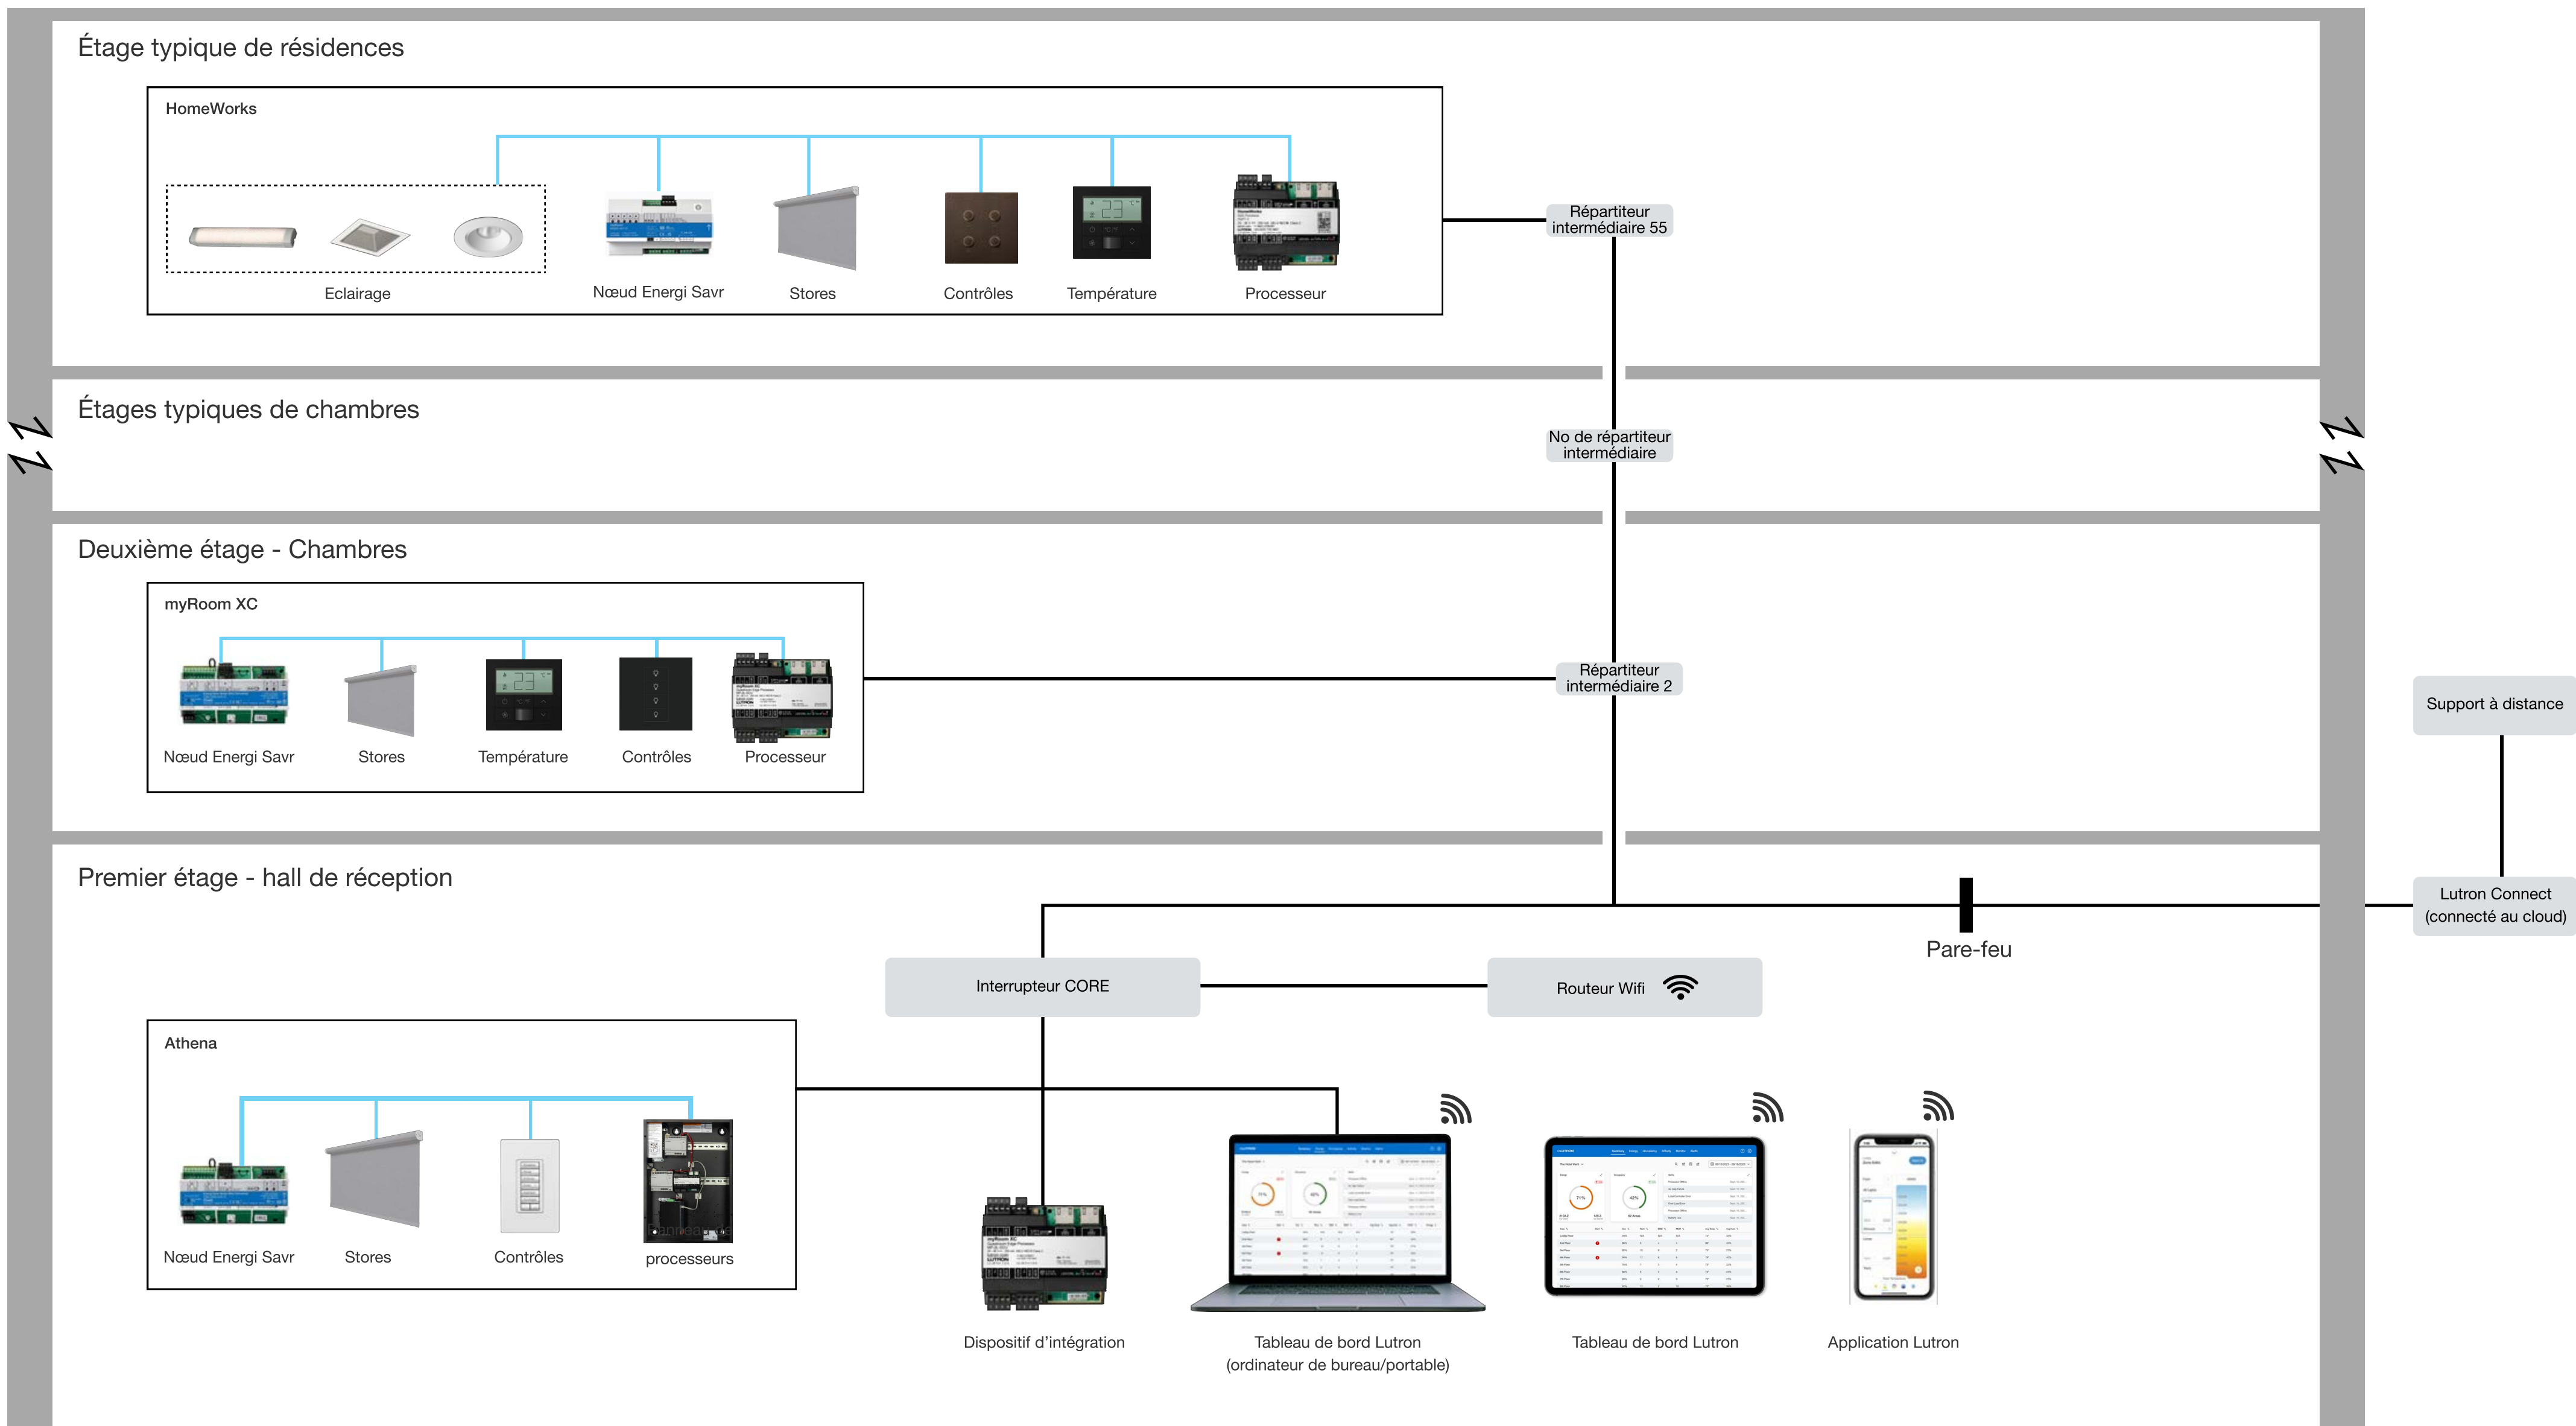 Étage typique de résidences
HomeWorks
Eclairage
Nœud Energi Savr
Stores
Contrôles
Température
Processeur
Répartiteur
intermédiaire 55
Étages typiques de chambres
No de répartiteur
intermédiaire
Deuxième étage - Chambres
myRoom XC
Nœud Energi Savr
Stores
Température
Contrôles
Processeur
Répartiteur
intermédiaire 2
Support à distance
Lutron Connect
(connecté au cloud)
Premier étage - hall de réception
Pare-feu
Interrupteur CORE
Routeur Wifi
Athena
Nœud Energi Savr
Stores
Contrôles
Panneau de
processeurs
Dispositif d'intégration
Tableau de bord Lutron
(ordinateur de bureau/portable)
Tableau de bord Lutron
Application Lutron